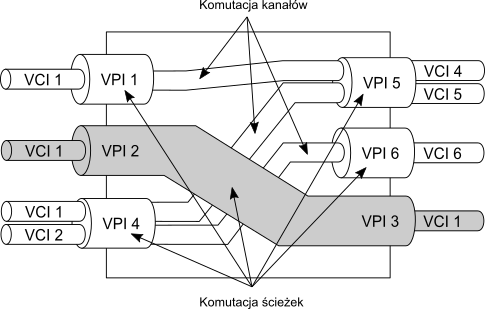 Komutacja kanałów
VCI 1 VPI 1 VPI 5 VCI 4
VCI 5
VCI 1 VPI 2 VPI 6 VCI 6
VCI 1 VPI 4 VPI 3 VCI 1
VCI 2
Komutacja ścieżek